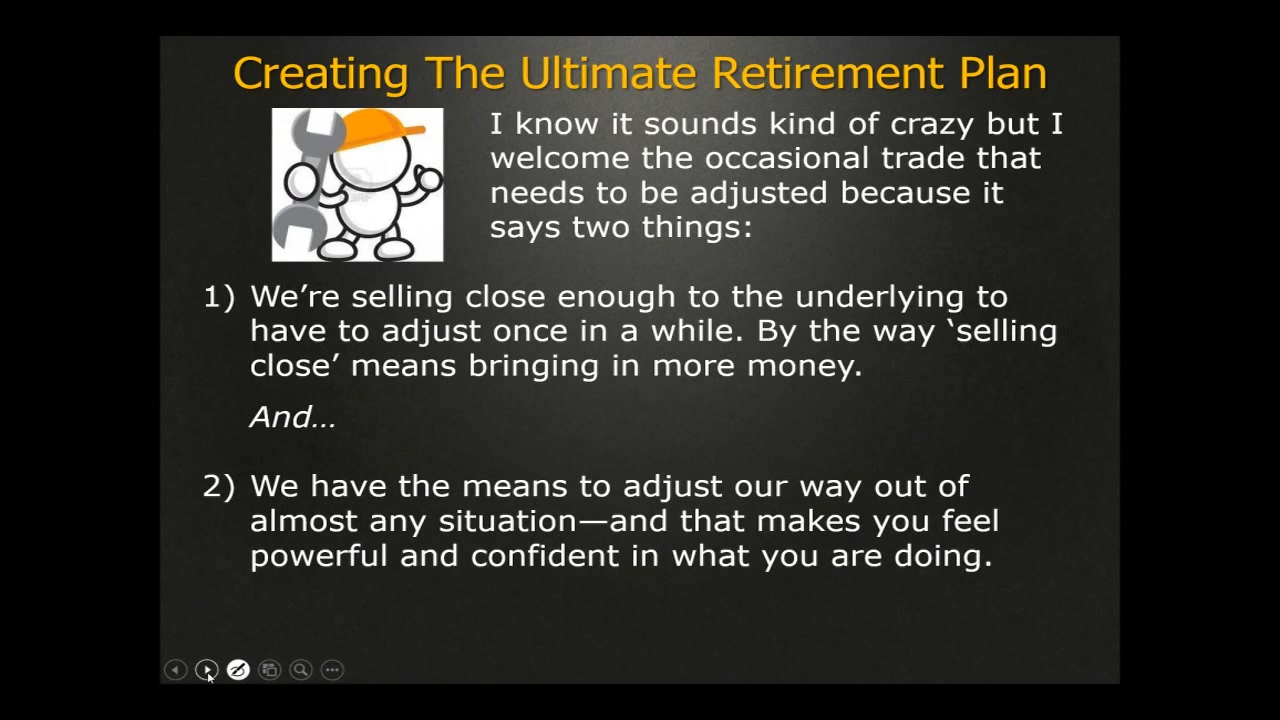 Creating The Ultimate Retirement Plan
I know it sounds kind of crazy but I
welcome the occasional trade that
needs to be adjusted because it
says two things:
1) We’re selling close enough to the underlying to
have to adjust once in a while. By the way ‘selling
close’ means bringing in more money.
And…
2) We have the means to adjust our way out of
almost any situation—and that makes you feel
powerful and confident in what you are doing.